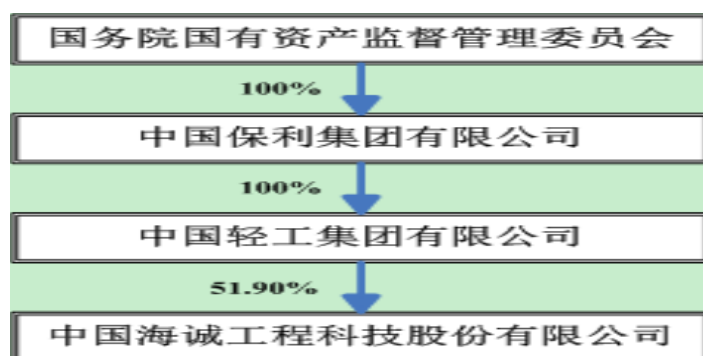 国务院国有资产监督管理委员会
100%
中国保利集团有限公司
100%
中国轻工集团有限公司
51.90%
中国海诚工程科技股份有限公司